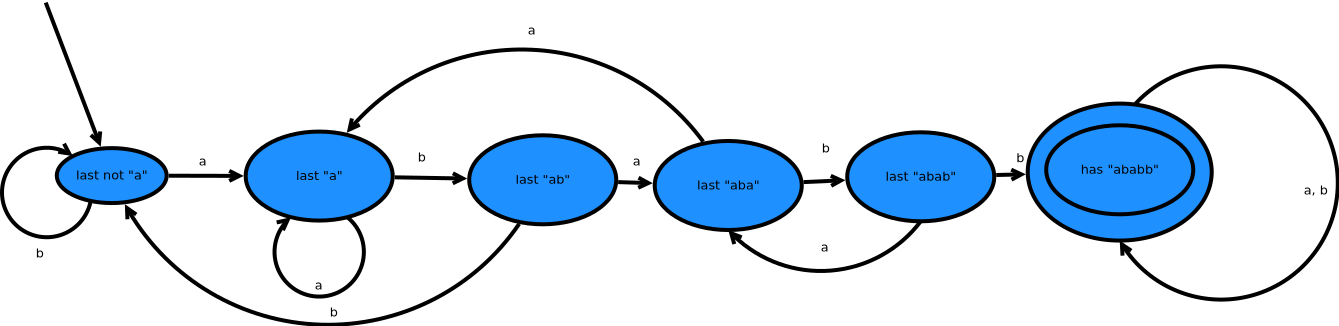 a
b
a
b
b
a
a, b
last not "a"
last "a"
last "ab"
last "aba"
last "abab"
has "ababb"
b
a
a
b